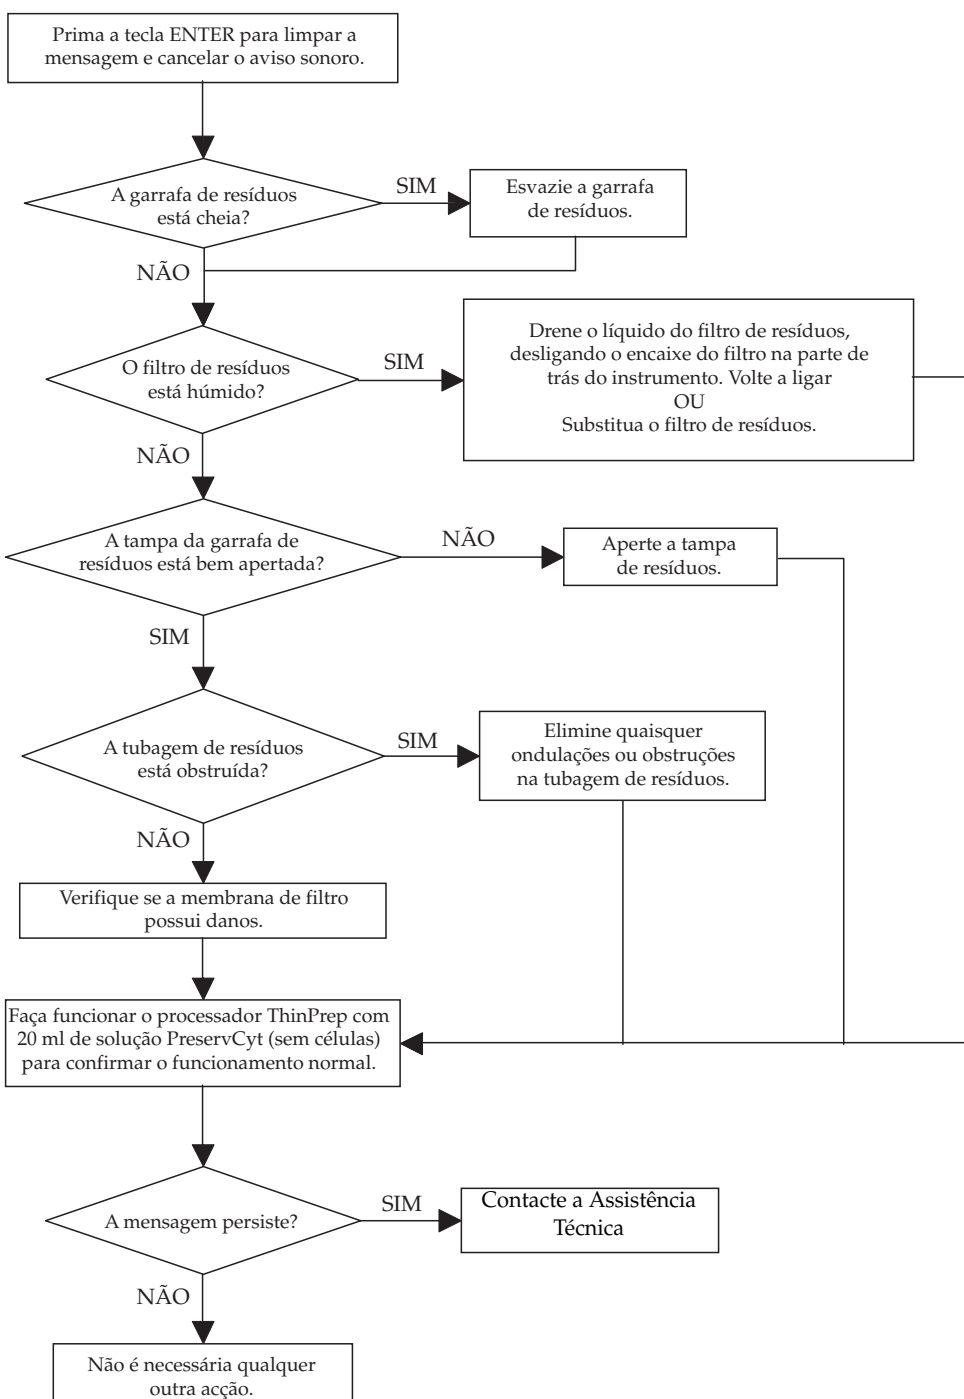 Prima a tecla ENTER para limpar a
mensagem e cancelar o aviso sonoro.
A garrafa de resíduos
está cheia?
SIM
Esvazie a garrafa
de resíduos.
NÃO
O filtro de resíduos
está húmido?
SIM
Drene o líquido do filtro de resíduos,
desligando o encaixe do filtro na parte de
trás do instrumento. Volte a ligar
OU
Substitua o filtro de resíduos.
NÃO
A tampa da garrafa de
resíduos está bem apertada?
NÃO
Aperte a tampa
de resíduos.
SIM
A tubagem de resíduos
está obstruída?
SIM
Elimine quaisquer
ondulações ou obstruções
na tubagem de resíduos.
NÃO
Verifique se a membrana de filtro
possui danos.
Faça funcionar o processador ThinPrep com
20 ml de solução PreservCyt (sem células)
para confirmar o funcionamento normal.
A mensagem persiste?
SIM
Contacte a Assistência
Técnica
NÃO
Não é necessária qualquer
outra acção.